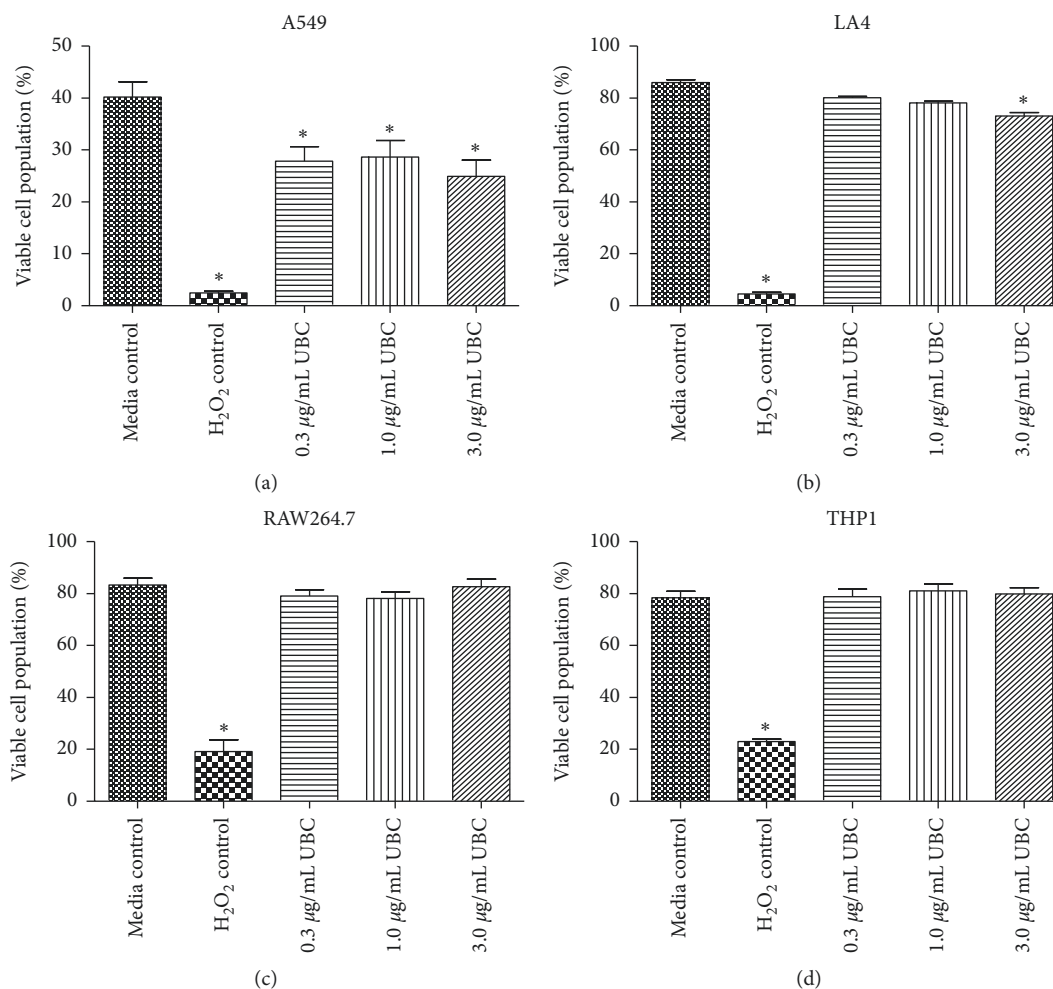 A549
Viable cell population (%)
50
40
30
20
10
0
*
*
*
*
Media control
H₂O₂ control
0.3 μg/mL UBC
1.0 μg/mL UBC
3.0 μg/mL UBC
(a)
LA4
Viable cell population (%)
100
80
60
40
20
0
*
*
Media control
H₂O₂ control
0.3 μg/mL UBC
1.0 μg/mL UBC
3.0 μg/mL UBC
(b)
RAW264.7
Viable cell population (%)
100
80
60
40
20
0
*
Media control
H₂O₂ control
0.3 μg/mL UBC
1.0 μg/mL UBC
3.0 μg/mL UBC
(c)
THP1
Viable cell population (%)
100
80
60
40
20
0
*
Media control
H₂O₂ control
0.3 μg/mL UBC
1.0 μg/mL UBC
3.0 μg/mL UBC
(d)